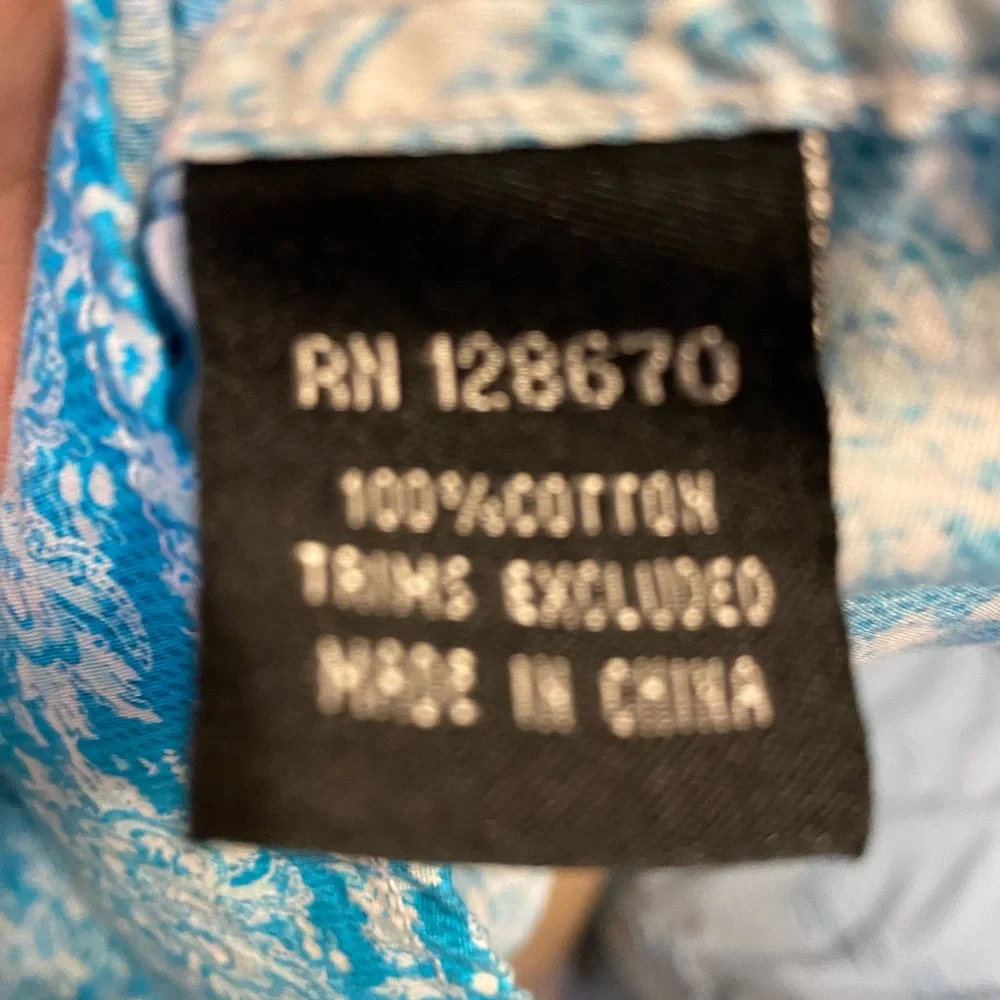 RN 128670
100%COTTON
TRIMS EXCLUDED
MADE IN CHINA